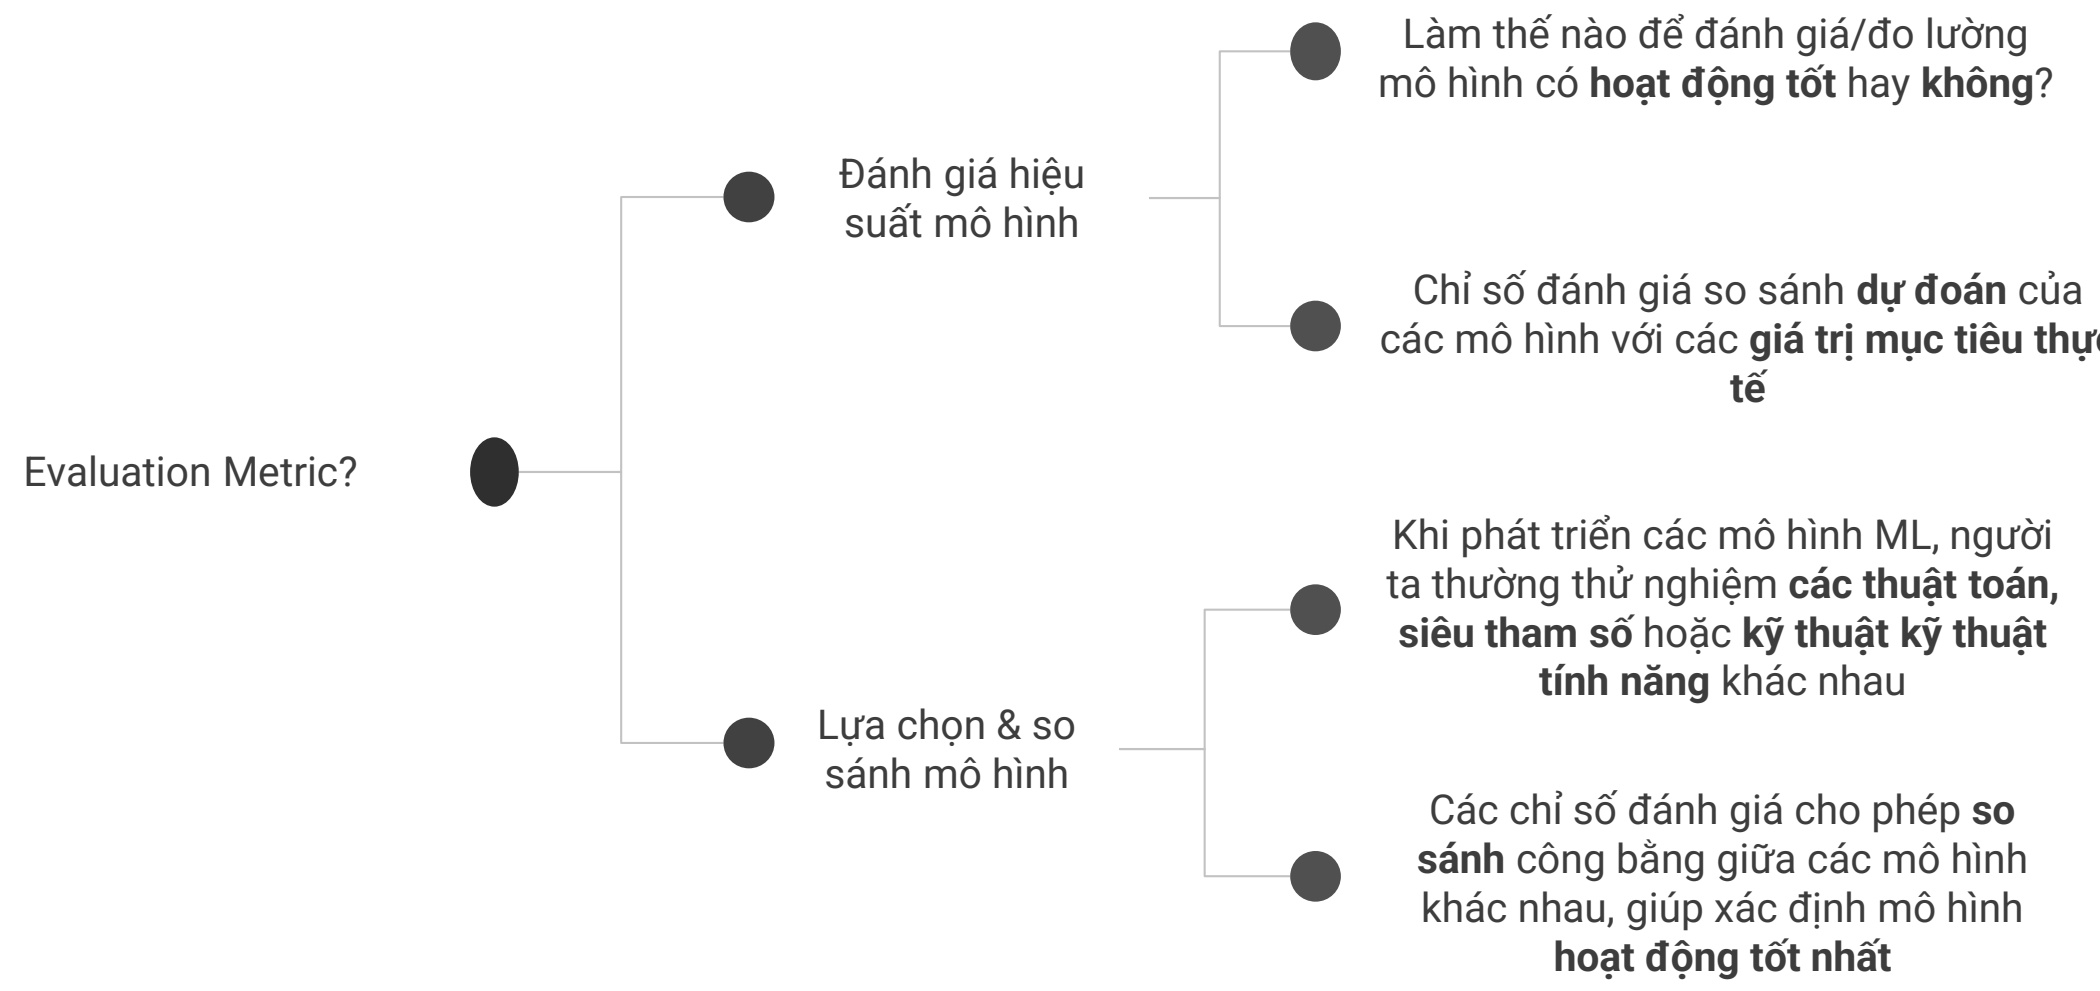 Evaluation Metric?
Đánh giá hiệu
suất mô hình
Làm thế nào để đánh giá/đo lường
mô hình có hoạt động tốt hay không?
Chỉ số đánh giá so sánh dự đoán của
các mô hình với các giá trị mục tiêu thực
tế
Lựa chọn & so
sánh mô hình
Khi phát triển các mô hình ML, người
ta thường thử nghiệm các thuật toán,
siêu tham số hoặc kỹ thuật kỹ thuật
tính năng khác nhau
Các chỉ số đánh giá cho phép so
sánh công bằng giữa các mô hình
khác nhau, giúp xác định mô hình
hoạt động tốt nhất